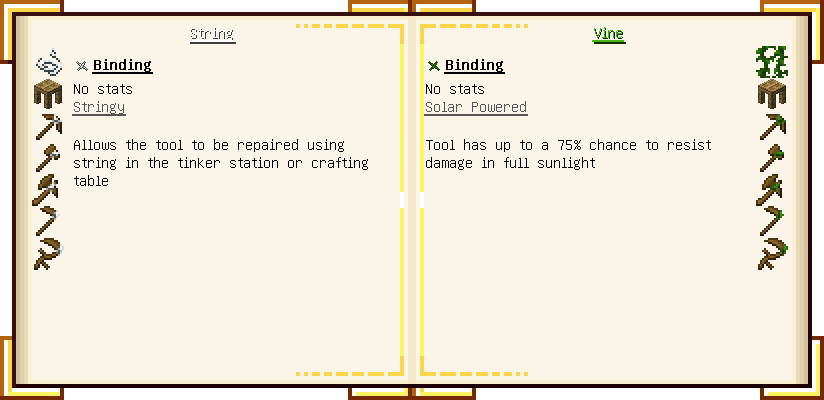 String
Binding
No stats
Stringy
Allows the tool to be repaired using
string in the tinker station or crafting
table
Vine
Binding
No stats
Solar Powered
Tool has up to a 75% chance to resist
damage in full sunlight